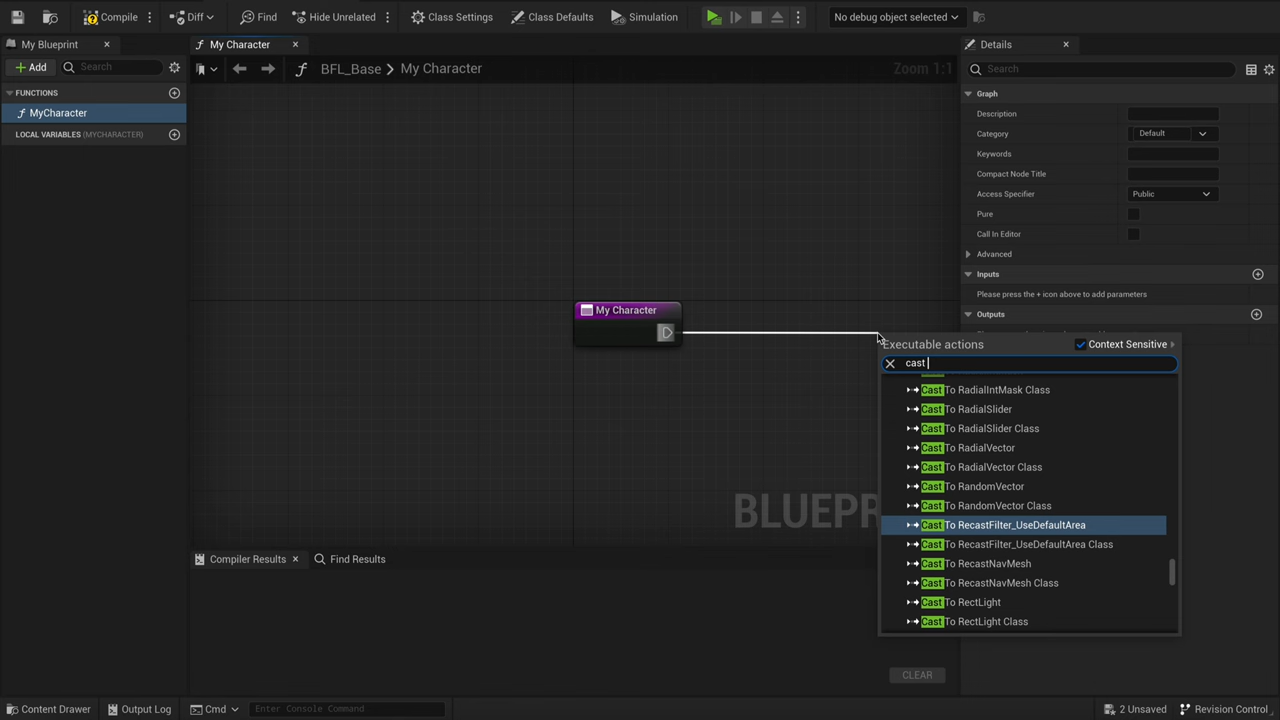 Compile
Diff
Find
Hide Unrelated
Class Settings
Class Defaults
Simulation
No debug object selected
My Blueprint
My Character
Details
Add
Search
BFL_Base > My Character
Zoom 1:1
Search
FUNCTIONS
MyCharacter
LOCAL VARIABLES (MYCHARACTER)
Graph
Description
Category Default
Keywords
Compact Node Title
Access Specifier Public
Pure
Call In Editor
Advanced
Inputs
Please press the + icon above to add parameters
Outputs
My Character
Executable actions
Context Sensitive
cast
Cast To RadialIntMask Class
Cast To RadialSlider
Cast To RadialSlider Class
Cast To RadialVector
Cast To RadialVector Class
Cast To RandomVector
Cast To RandomVector Class
Cast To RecastFilter_UseDefaultArea
Cast To RecastFilter_UseDefaultArea Class
Cast To RecastNavMesh
Cast To RecastNavMesh Class
Cast To RectLight
Cast To RectLight Class
BLUEPR
Compiler Results
Find Results
CLEAR
Content Drawer
Output Log
Cmd
Enter Console Command
2 Unsaved
Revision Control